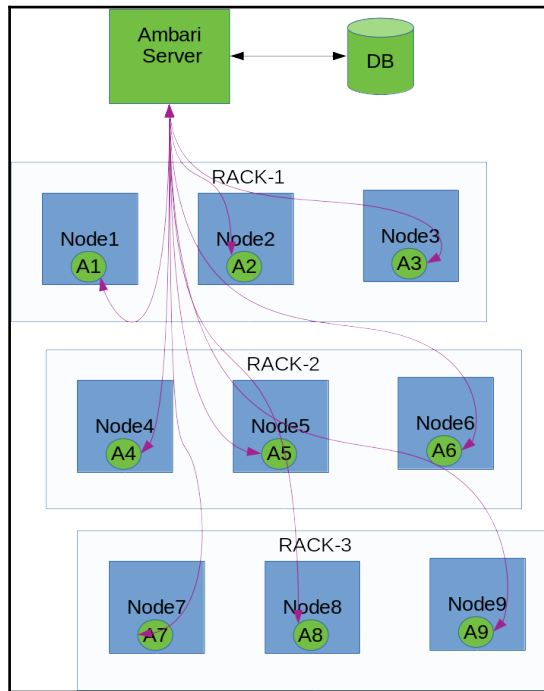 Ambari
Server
DB
RACK-1
Node1
Node2
Node3
A1
A2
A3
RACK-2
Node4
Node5
Node6
A4
A5
A6
RACK-3
Node7
Node8
Node9
A7
A8
A9